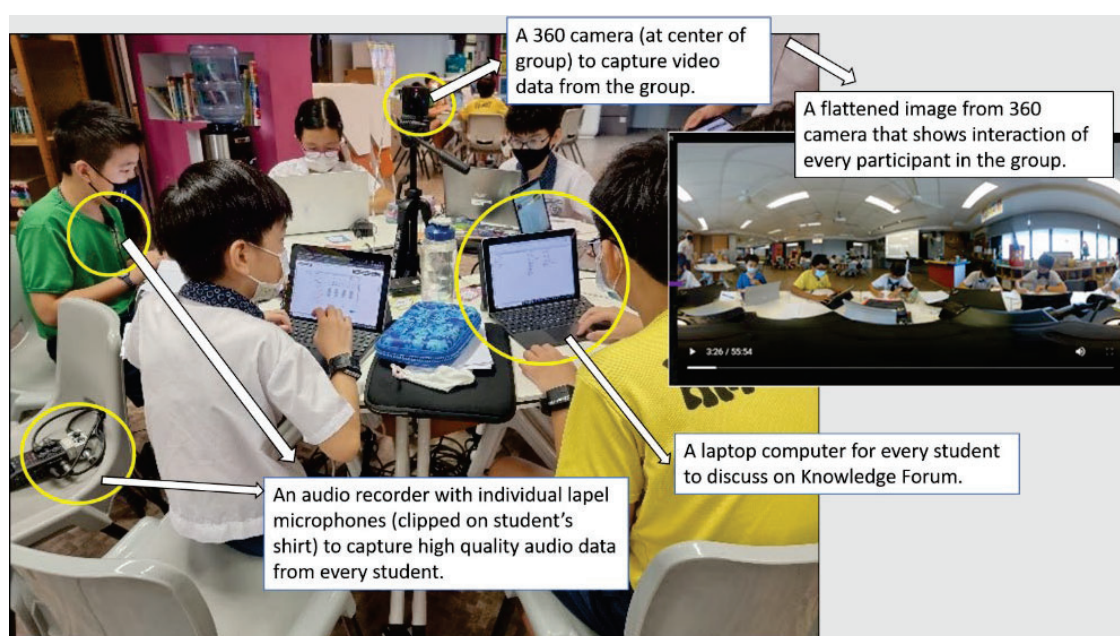 A 360 camera (at center of
group) to capture video
data from the group.
A flattened image from 360
camera that shows interaction of
every participant in the group.
3:26 / 55:54
A laptop computer for every student
to discuss on Knowledge Forum.
An audio recorder with individual lapel
microphones (clipped on student’s
shirt) to capture high quality audio data
from every student.